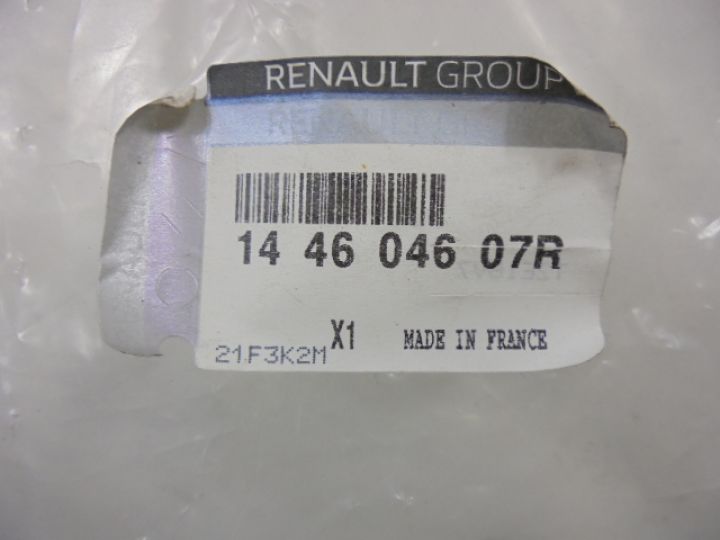 RENAULT GROUP
14 46 046 07R
X1 MADE IN FRANCE
21F3K2M